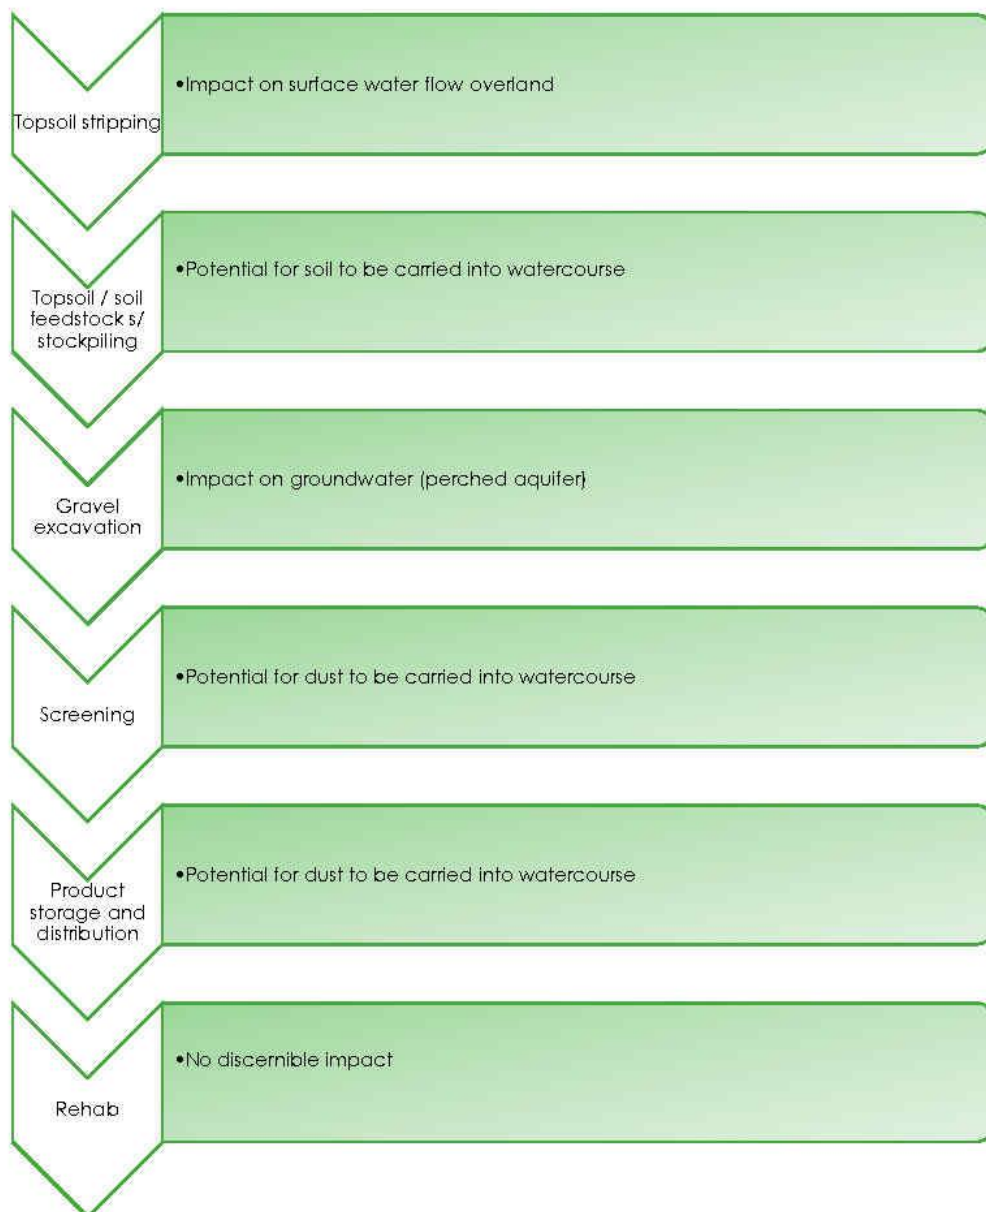 •Impact on surface water flow overland
Topsoil stripping
•Potential for soil to be carried into watercourse
Topsoil / soil
feedstock s/
stockpiling
•Impact on groundwater (perched aquifer)
Gravel
excavation
•Potential for dust to be carried into watercourse
Screening
•Potential for dust to be carried into watercourse
Product
storage and
distribution
•No discernible impact
Rehab